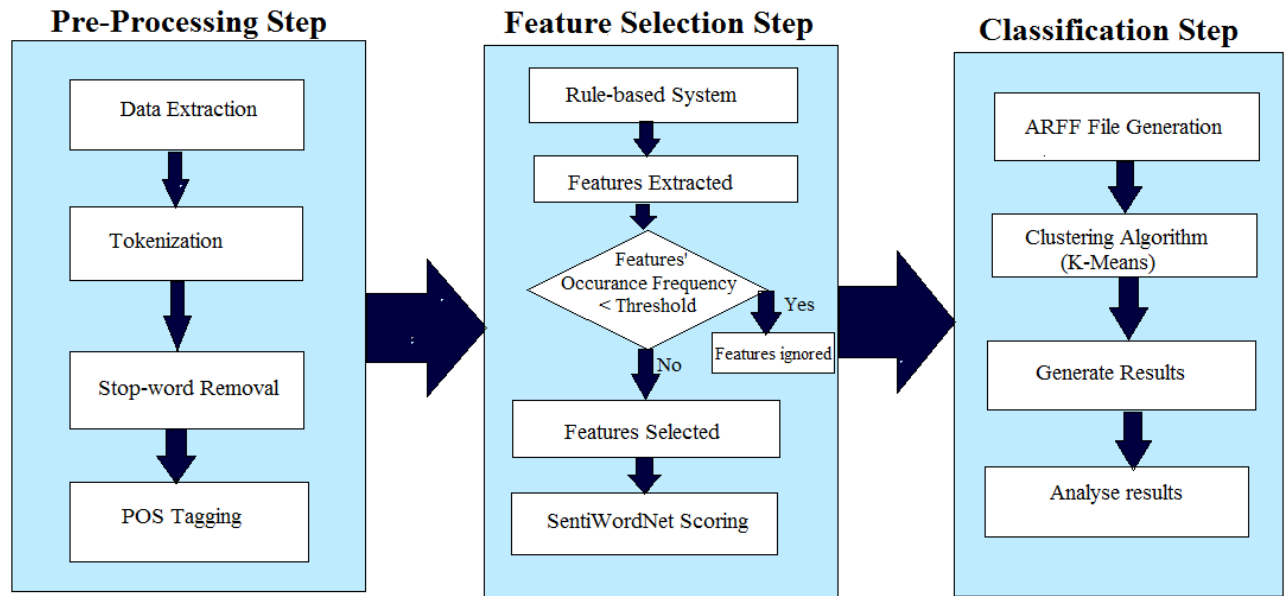 Pre-Processing Step
Data Extraction
Tokenization
Stop-word Removal
POS Tagging
Feature Selection Step
Rule-based System
Features Extracted
Features'
Occurance Frequency
< Threshold
Yes
Features ignored
No
Features Selected
SentiWordNet Scoring
Classification Step
ARFF File Generation
Clustering Algorithm
(K-Means)
Generate Results
Analyse results